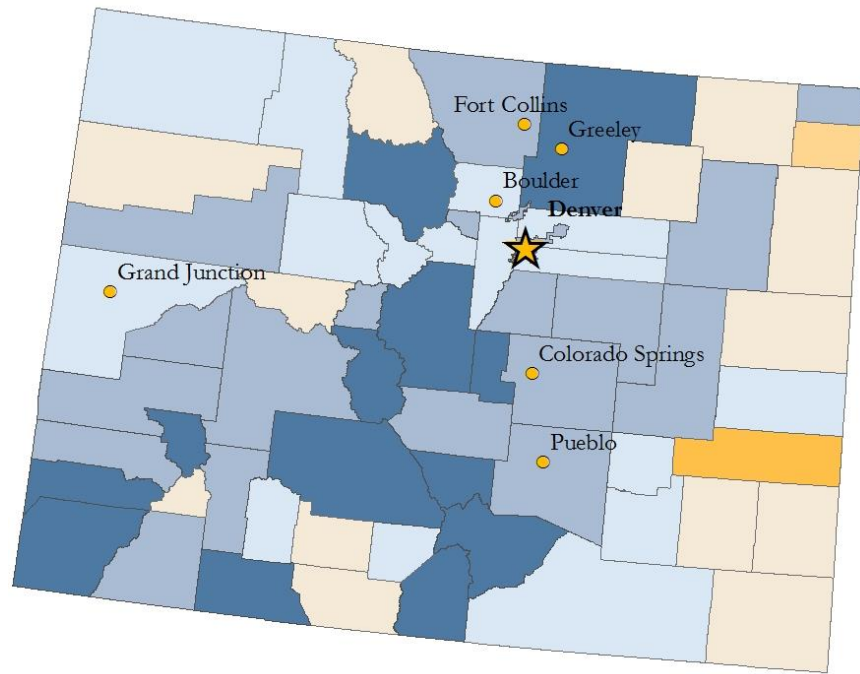 Fort Collins
Greeley
Boulder
Denver
Grand Junction
Colorado Springs
Pueblo